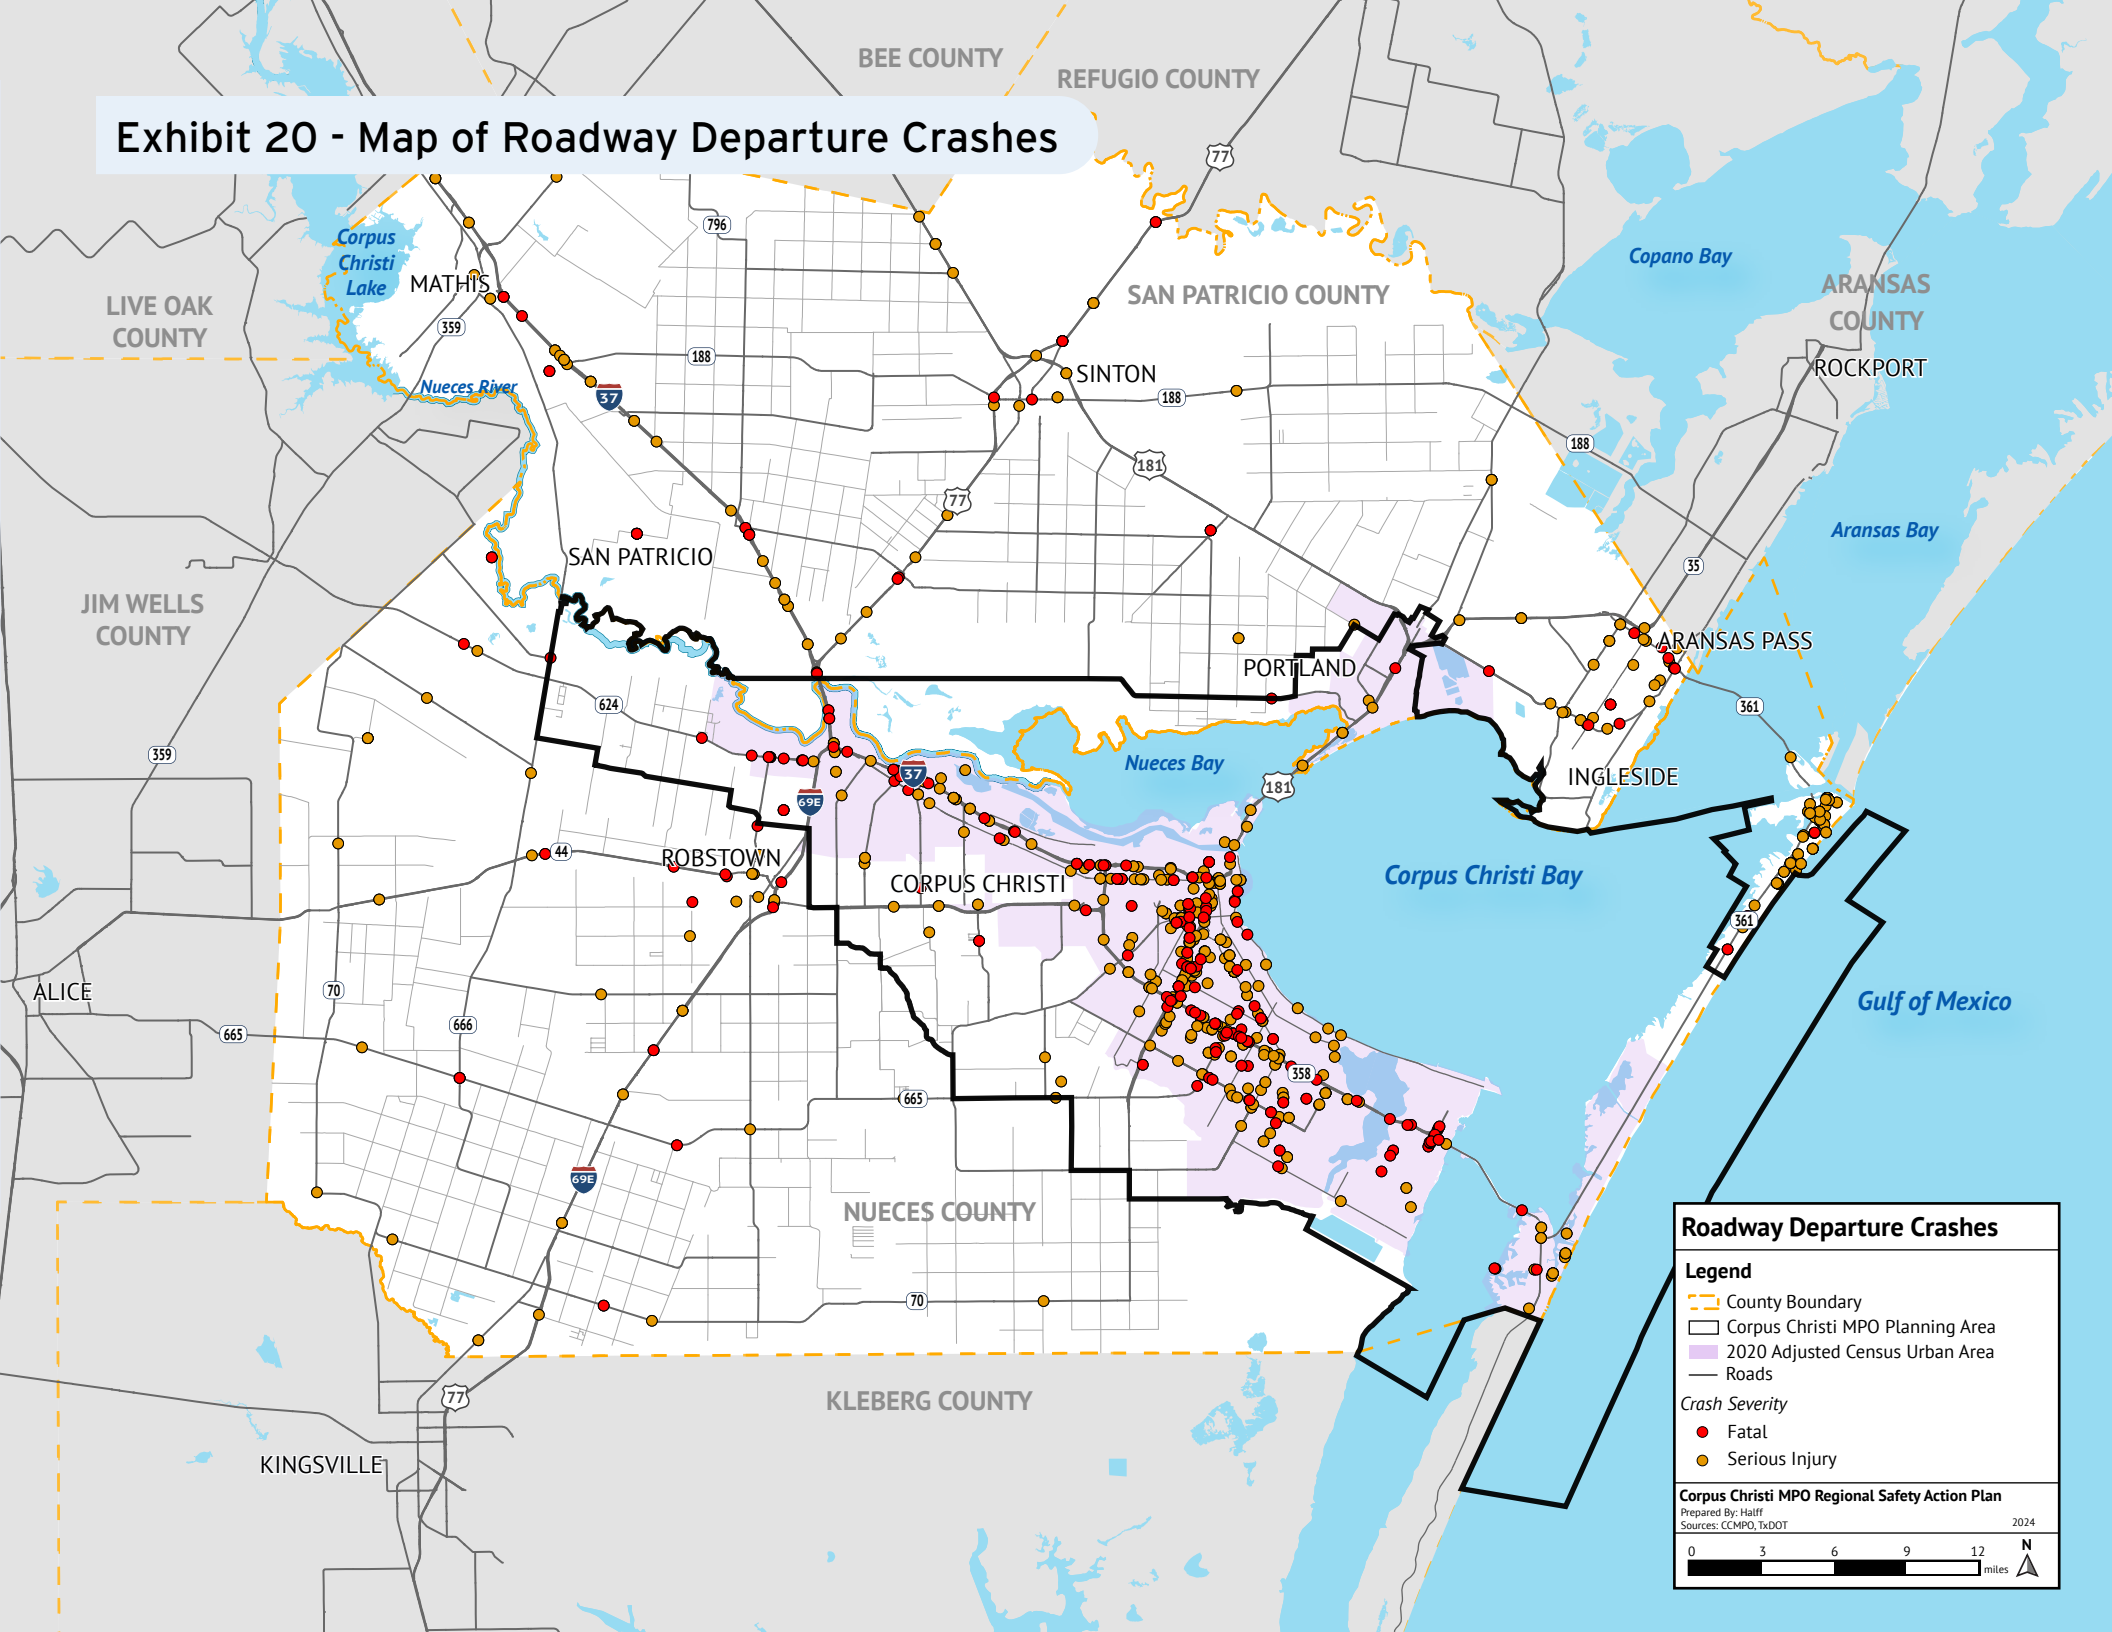 BEE COUNTY
REFUGIO COUNTY
Exhibit 20 - Map of Roadway Departure Crashes
77
796
Corpus
Christi
Lake
MATHIS
Copano Bay
SAN PATRICIO COUNTY
ARANSAS
COUNTY
LIVE OAK
COUNTY
359
188
Nueces River
37
SINTON
188
ROCKPORT
188
181
77
Aransas Bay
SAN PATRICIO
35
JIM WELLS
COUNTY
ARANSAS PASS
PORTLAND
624
361
359
Nueces Bay
37
INGLESIDE
181
69E
44
ROBSTOWN
CORPUS CHRISTI
Corpus Christi Bay
361
ALICE
70
Gulf of Mexico
666
665
358
665
69E
NUECES COUNTY
70
KLEBERG COUNTY
77
KINGSVILLE
Roadway Departure Crashes
Legend
County Boundary
Corpus Christi MPO Planning Area
2020 Adjusted Census Urban Area
Roads
Crash Severity
Fatal
Serious Injury
Corpus Christi MPO Regional Safety Action Plan
Prepared By: Halff
Sources: CCMPO, TxDOT
2024
N
0 3 6 9 12
miles